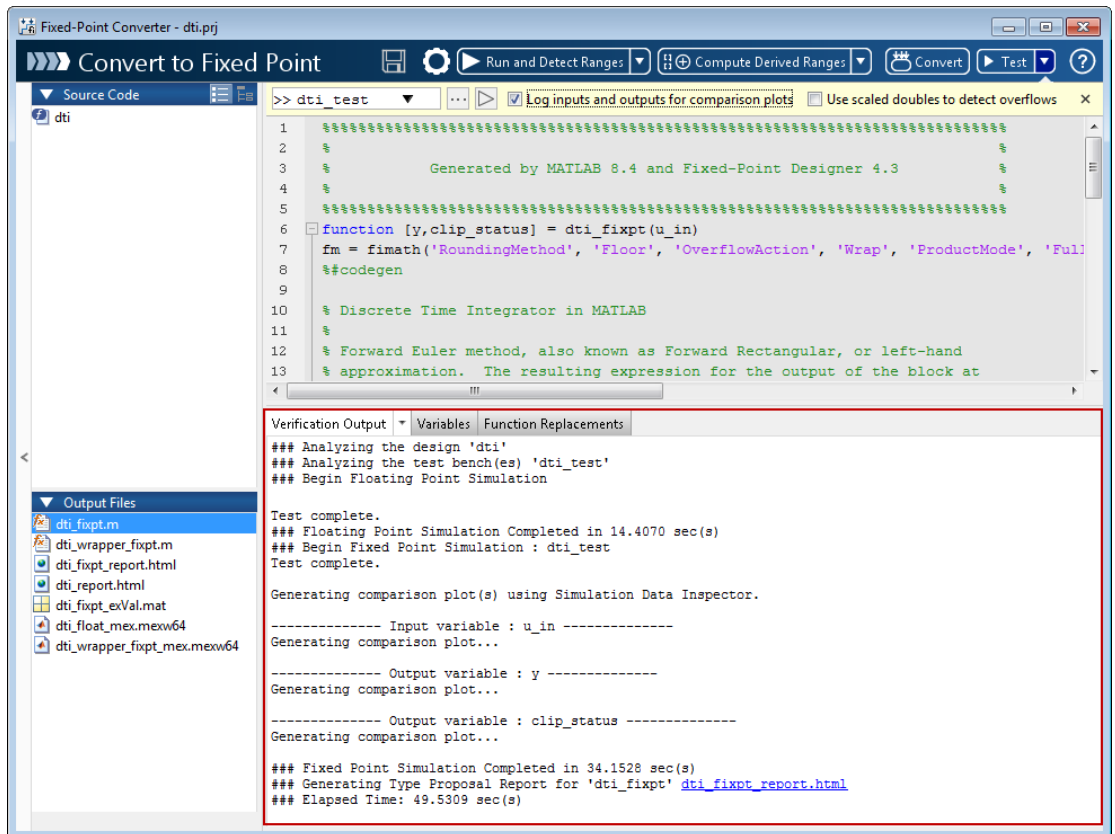 Fixed-Point Converter - dti.prj
Convert to Fixed Point
Run and Detect Ranges
Compute Derived Ranges
Convert
Test
?
Source Code
dti
>> dti_test
...
Log inputs and outputs for comparison plots
Use scaled doubles to detect overflows
×
1 %%%%%%%%%%%%%%%%%%%%%%%%%%%%%%%%%%%%%%%%%%%%%%%%%%%%%%%%%%%%%%%%%%%%%%%%%%
2 % %
3 % Generated by MATLAB 8.4 and Fixed-Point Designer 4.3 %
4 % %
5 %%%%%%%%%%%%%%%%%%%%%%%%%%%%%%%%%%%%%%%%%%%%%%%%%%%%%%%%%%%%%%%%%%%%%%%%%%
6 function [y,clip_status] = dti_fixpt(u_in)
7 fm = fimath('RoundingMethod', 'Floor', 'OverflowAction', 'Wrap', 'ProductMode', 'Full
8 %#codegen
9
10 % Discrete Time Integrator in MATLAB
11 %
12 % Forward Euler method, also known as Forward Rectangular, or left-hand
13 % approximation. The resulting expression for the output of the block at
Output Files
dti_fixpt.m
dti_wrapper_fixpt.m
dti_fixpt_report.html
dti_report.html
dti_fixpt_exVal.mat
dti_float_mex.mexw64
dti_wrapper_fixpt_mex.mexw64
Verification Output
Variables
Function Replacements
### Analyzing the design 'dti'
### Analyzing the test bench(es) 'dti_test'
### Begin Floating Point Simulation
Test complete.
### Floating Point Simulation Completed in 14.4070 sec(s)
### Begin Fixed Point Simulation : dti_test
Test complete.
Generating comparison plot(s) using Simulation Data Inspector.
-------------- Input variable : u_in --------------
Generating comparison plot...
-------------- Output variable : y --------------
Generating comparison plot...
-------------- Output variable : clip_status --------------
Generating comparison plot...
### Fixed Point Simulation Completed in 34.1528 sec(s)
### Generating Type Proposal Report for 'dti_fixpt' dti_fixpt_report.html
### Elapsed Time: 49.5309 sec(s)